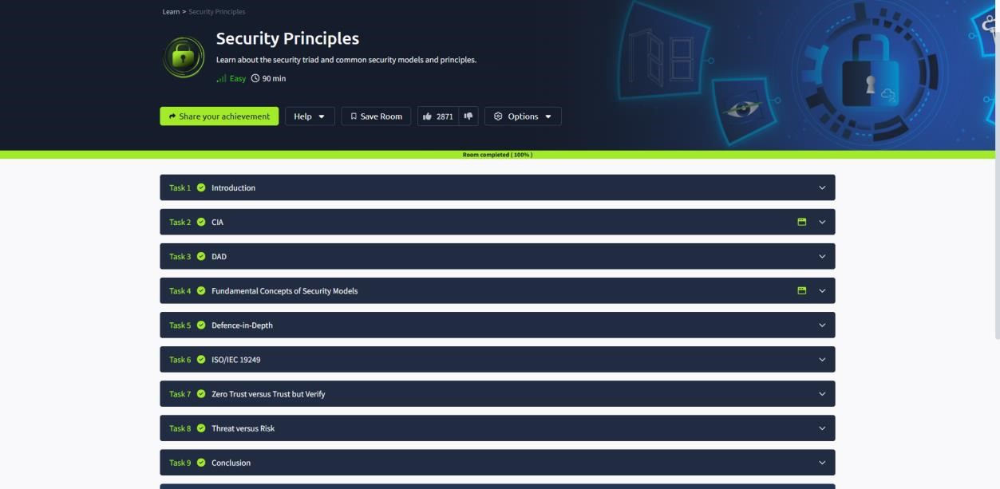 Learn > Security Principles
Security Principles
Learn about the security triad and common security models and principles.
Easy 90 min
Share your achievement Help Save Room 2871 Options
Room completed ( 100% )
Task 1 Introduction
Task 2 CIA
Task 3 DAD
Task 4 Fundamental Concepts of Security Models
Task 5 Defence-in-Depth
Task 6 ISO/IEC 19249
Task 7 Zero Trust versus Trust but Verify
Task 8 Threat versus Risk
Task 9 Conclusion